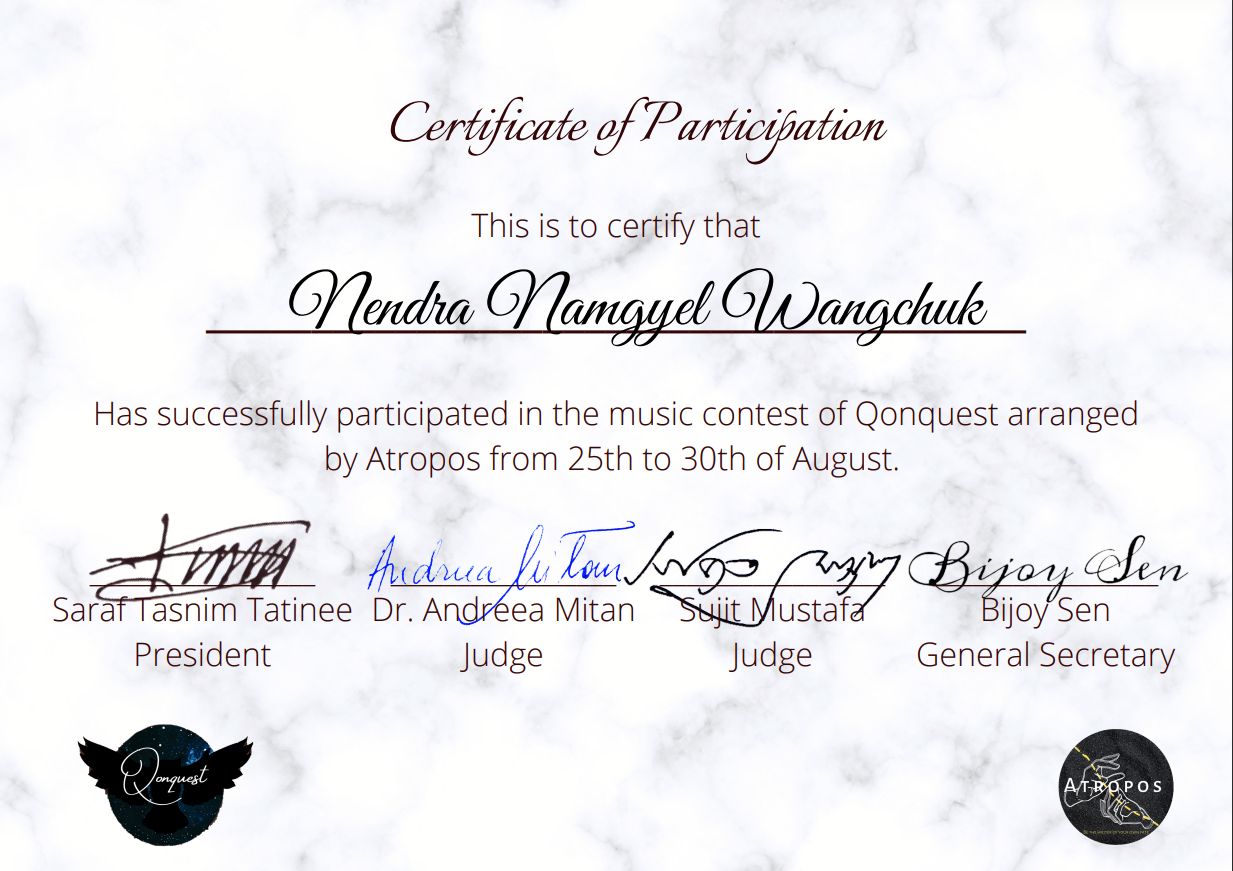 Certificate of Participation
This is to certify that
Nendra Namgyel Wangchuk
Has successfully participated in the music contest of Qonquest arranged
by Atropos from 25th to 30th of August.
Andreea Mitan
Bijoy Sen
Saraf Tasnim Tatinee
Dr. Andreea Mitan
Sujit Mustafa
Bijoy Sen
President
Judge
Judge
General Secretary
Qonquest
ATROPOS